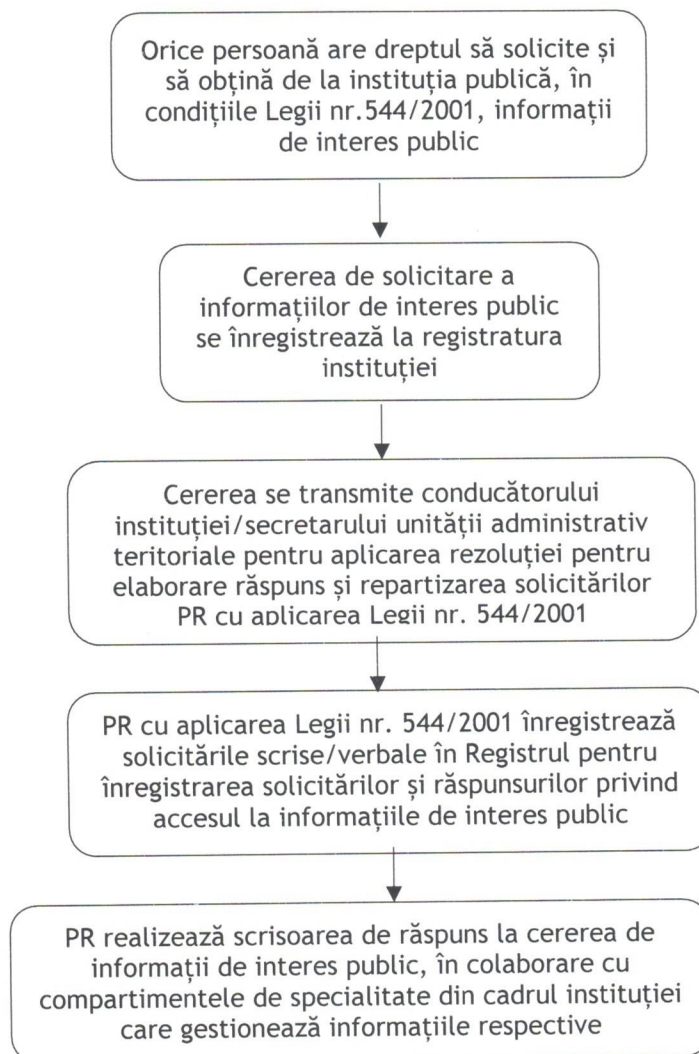 Orice persoană are dreptul să solicite și
să obțină de la instituția publică, în
condițiile Legii nr.544/2001, informații
de interes public
Cererea de solicitare a
informațiilor de interes public
se înregistrează la registratura
instituției
Cererea se transmite conducătorului
instituției/secretarului unității administrativ
teritoriale pentru aplicarea rezoluției pentru
elaborare răspuns și repartizarea solicitărilor
PR cu aplicarea Legii nr. 544/2001
PR cu aplicarea Legii nr. 544/2001 înregistrează
solicitările scrise/verbale în Registrul pentru
înregistrarea solicitărilor și răspunsurilor privind
accesul la informațiile de interes public
PR realizează scrisoarea de răspuns la cererea de
informații de interes public, în colaborare cu
compartimentele de specialitate din cadrul instituției
care gestionează informațiile respective